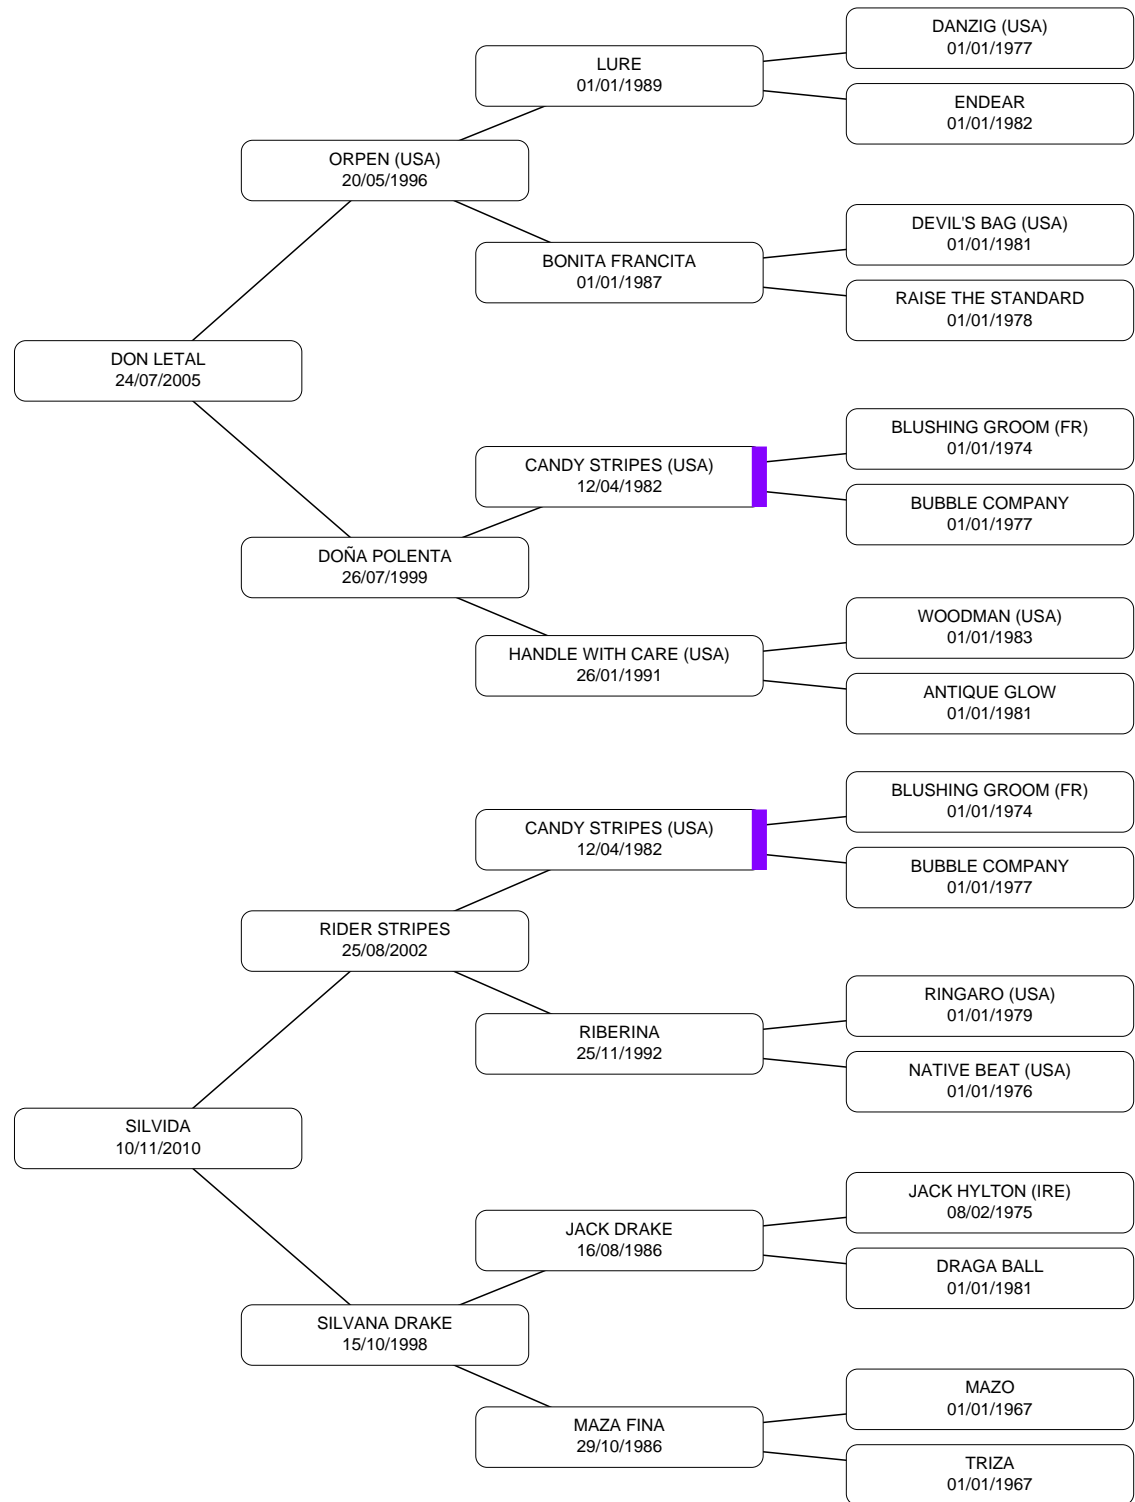 DANZIG (USA)
01/01/1977
LURE
01/01/1989
ENDEAR
01/01/1982
ORPEN (USA)
20/05/1996
DEVIL'S BAG (USA)
01/01/1981
BONITA FRANCITA
01/01/1987
RAISE THE STANDARD
01/01/1978
DON LETAL
24/07/2005
BLUSHING GROOM (FR)
01/01/1974
CANDY STRIPES (USA)
12/04/1982
BUBBLE COMPANY
01/01/1977
DOÑA POLENTA
26/07/1999
WOODMAN (USA)
01/01/1983
HANDLE WITH CARE (USA)
26/01/1991
ANTIQUE GLOW
01/01/1981
BLUSHING GROOM (FR)
01/01/1974
CANDY STRIPES (USA)
12/04/1982
BUBBLE COMPANY
01/01/1977
RIDER STRIPES
25/08/2002
RINGARO (USA)
01/01/1979
RIBERINA
25/11/1992
NATIVE BEAT (USA)
01/01/1976
SILVIDA
10/11/2010
JACK HYLTON (IRE)
08/02/1975
JACK DRAKE
16/08/1986
DRAGA BALL
01/01/1981
SILVANA DRAKE
15/10/1998
MAZO
01/01/1967
MAZA FINA
29/10/1986
TRIZA
01/01/1967